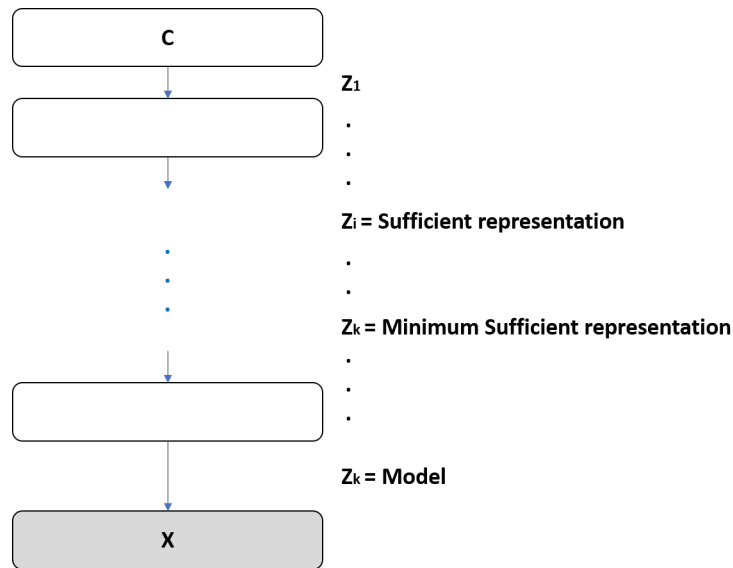 C
Z1
.
.
.
Zi = Sufficient representation
.
.
Zk = Minimum Sufficient representation
.
.
.
Zk = Model
X